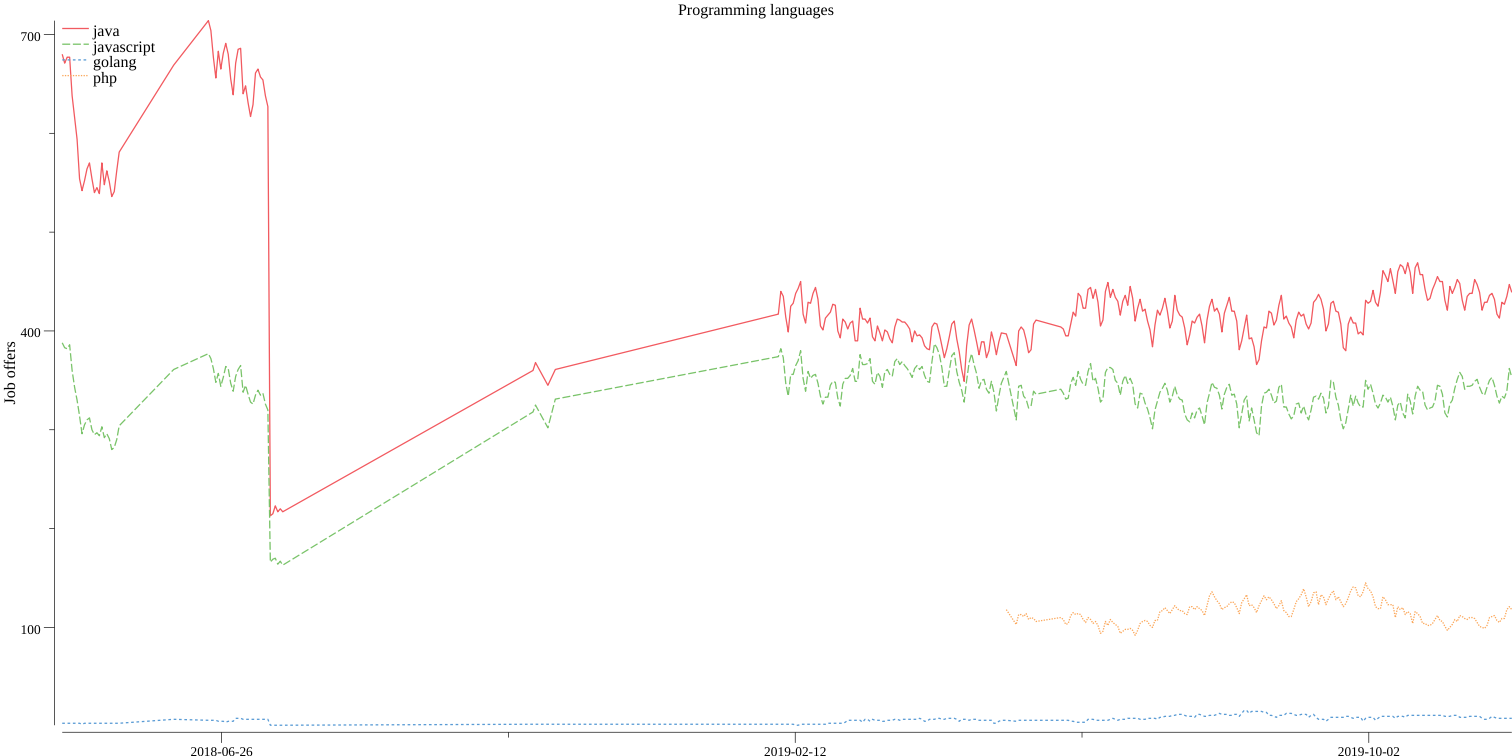 Programming languages
java
javascript
golang
php
700
400
100
Job offers
2018-06-26
2019-02-12
2019-10-02